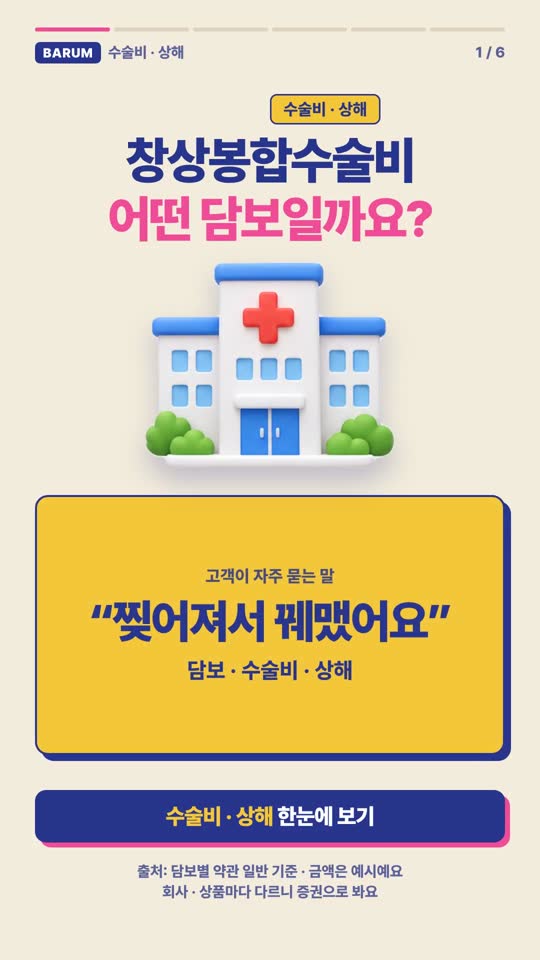 BARUM 수술비 · 상해
1 / 6
수술비 · 상해
창상봉합수술비
어떤 담보일까요?
고객이 자주 묻는 말
“찢어져서 꿰맸어요”
담보 · 수술비 · 상해
수술비 · 상해 한눈에 보기
출처: 담보별 약관 일반 기준 · 금액은 예시예요
회사 · 상품마다 다르니 증권으로 봐요